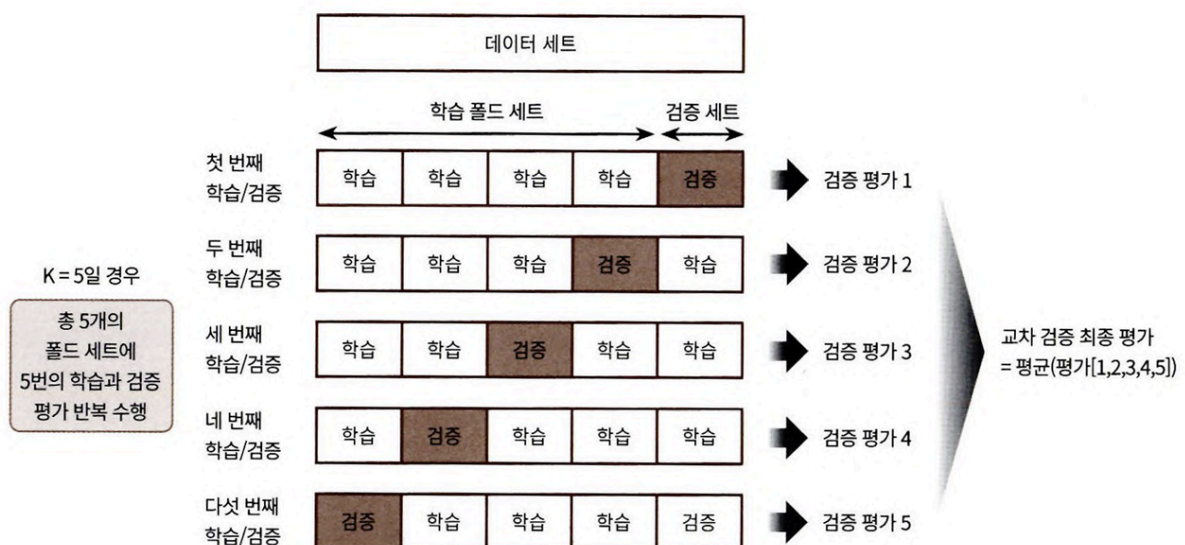 데이터 세트
학습 폴드 세트 검증 세트
첫 번째
학습/검증
학습 학습 학습 학습 검증
검증 평가 1
두 번째
학습/검증
학습 학습 학습 검증 학습
검증 평가 2
K = 5일 경우
총 5개의
폴드 세트에
5번의 학습과 검증
평가 반복 수행
세 번째
학습/검증
학습 학습 검증 학습 학습
검증 평가 3
교차 검증 최종 평가
= 평균(평가[1,2,3,4,5])
네 번째
학습/검증
학습 검증 학습 학습 학습
검증 평가 4
다섯 번째
학습/검증
검증 학습 학습 학습 검증
검증 평가 5